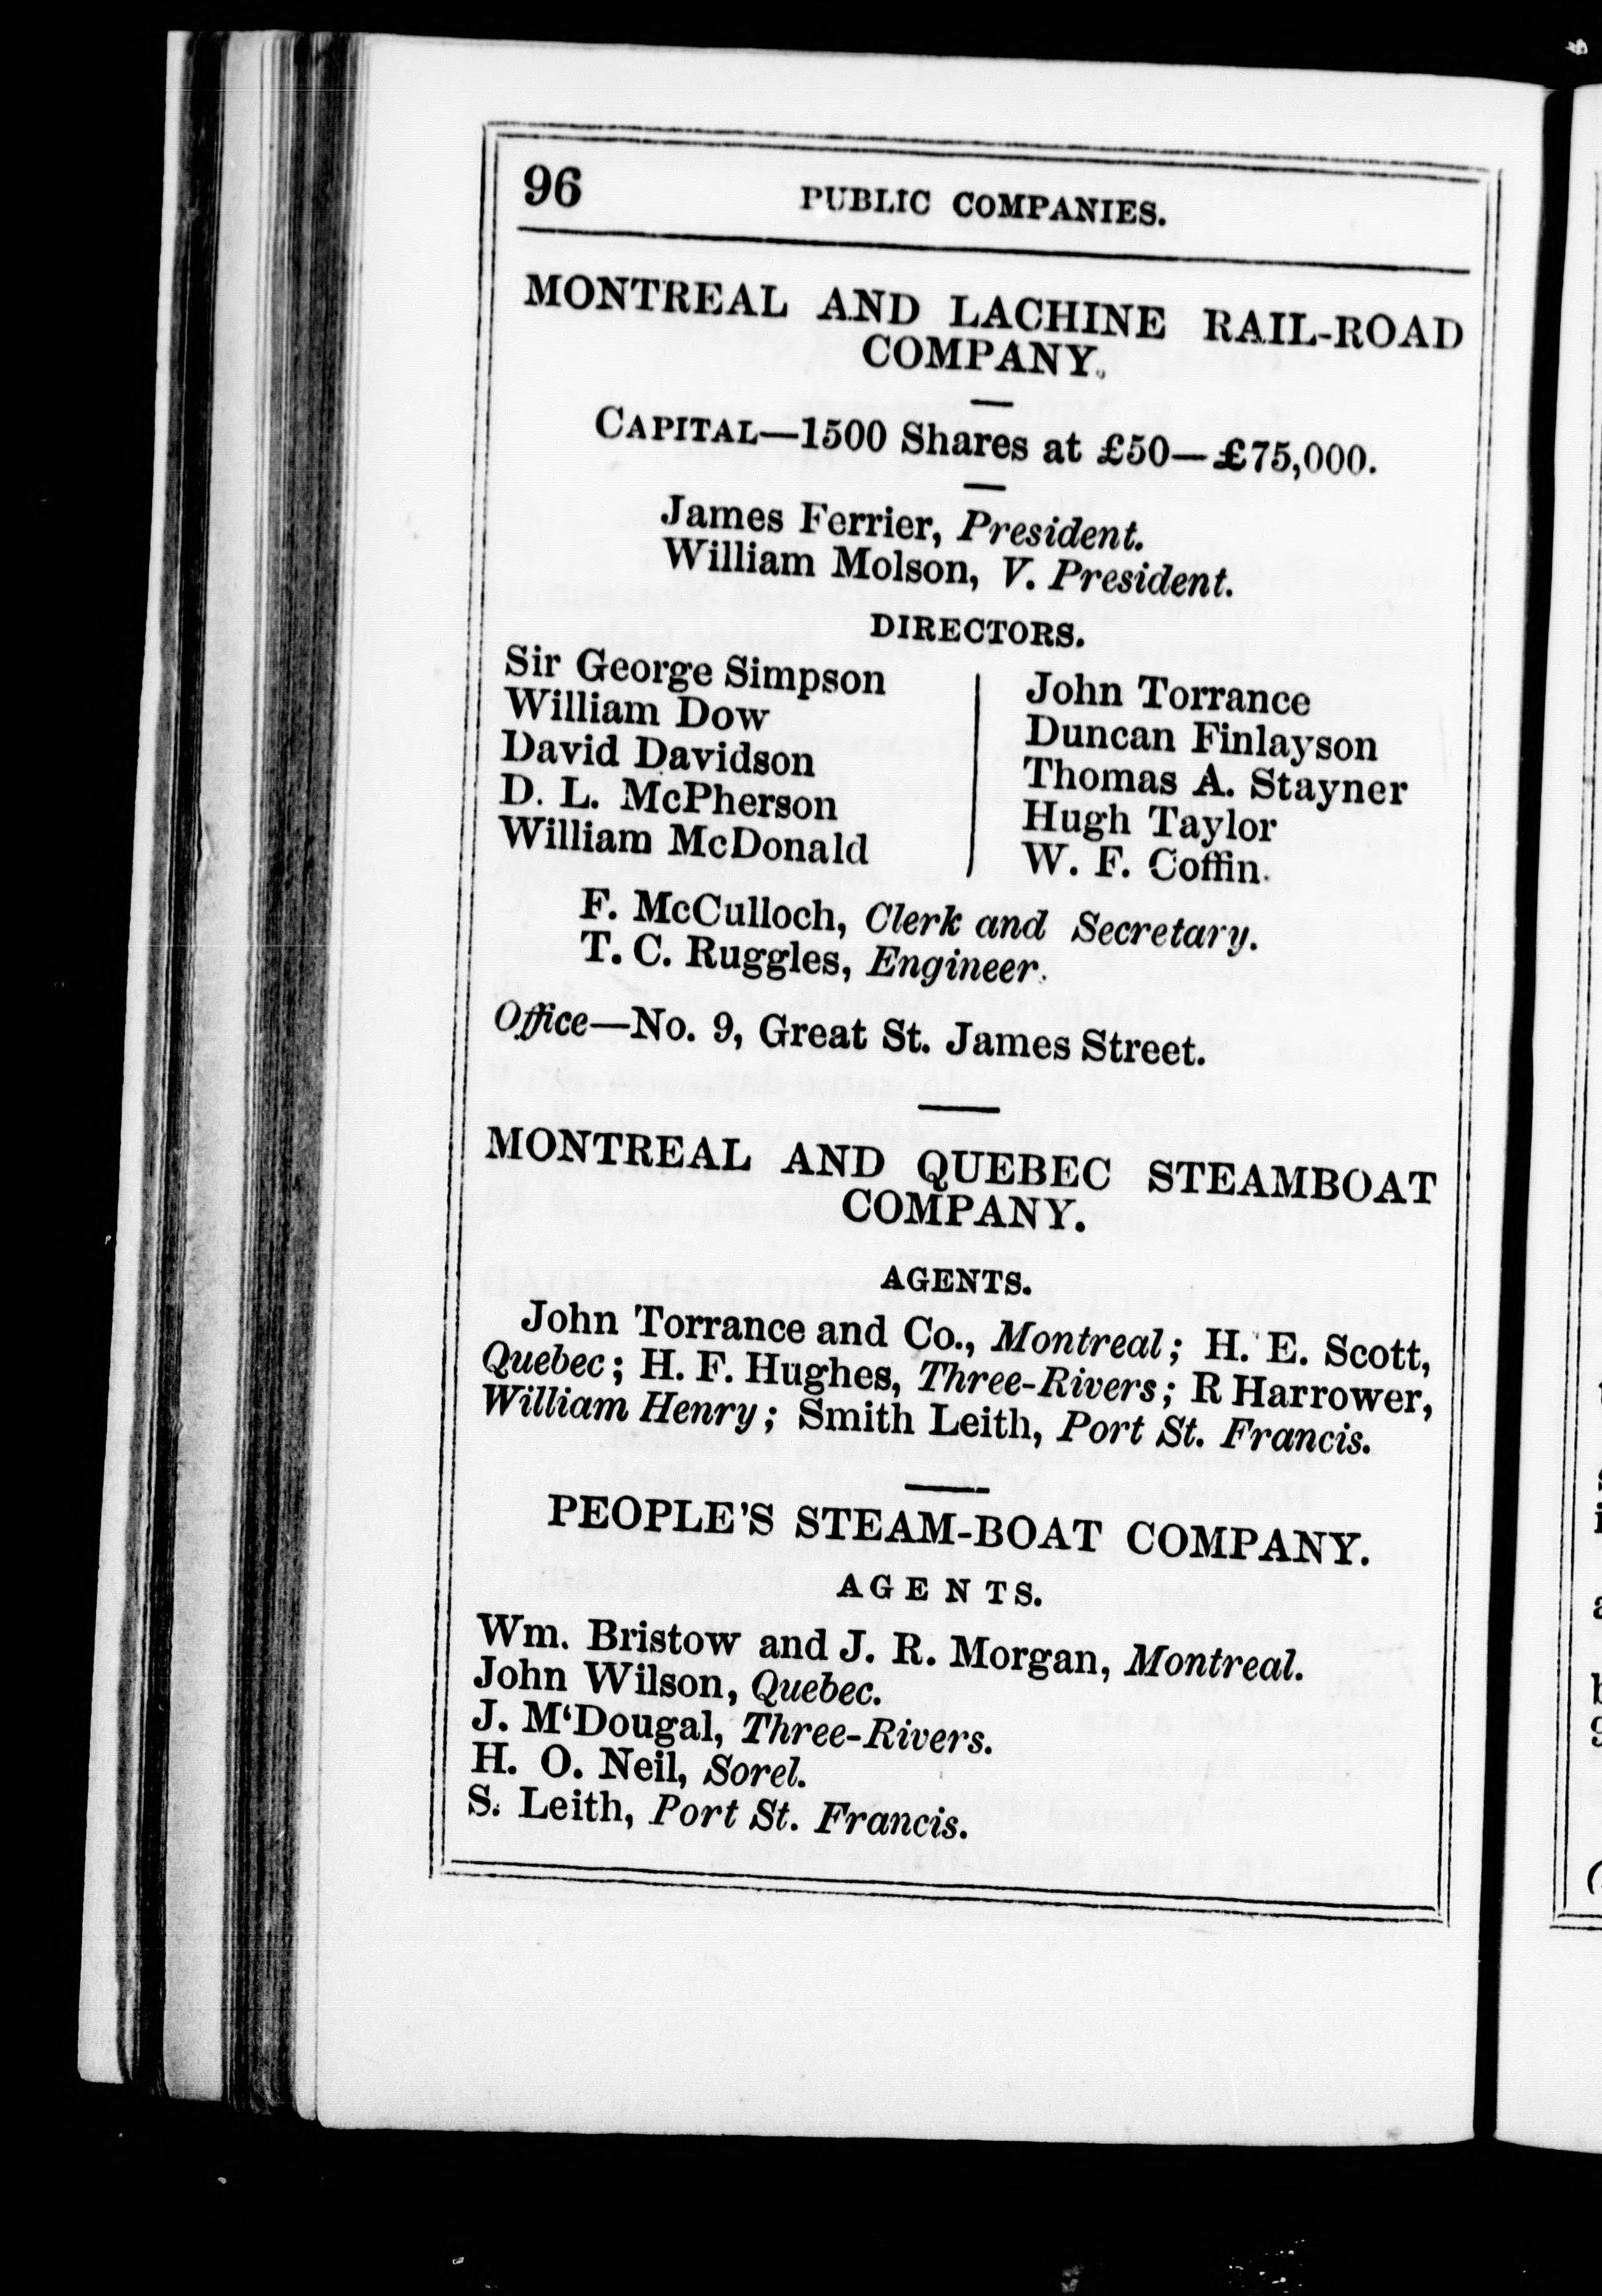 96
PUBLIC COMPANIES.
MONTREAL AND LACHINE RAIL-ROAD
COMPANY.
CAPITAL—1500 Shares at £50—£75,000.
James Ferrier, President.
William Molson, V. President.
DIRECTORS.
Sir George Simpson
William Dow
David Davidson
D. L. McPherson
William McDonald
John Torrance
Duncan Finlayson
Thomas A. Stayner
Hugh Taylor
W. F. Coffin.
F. McCulloch, Clerk and Secretary.
T. C. Ruggles, Engineer.
Office—No. 9, Great St. James Street.
MONTREAL AND QUEBEC STEAMBOAT
COMPANY.
AGENTS.
John Torrance and Co., Montreal; H. E. Scott,
Quebec; H. F. Hughes, Three-Rivers; R Harrower,
William Henry; Smith Leith, Port St. Francis.
PEOPLE'S STEAM-BOAT COMPANY.
AGENTS.
Wm. Bristow and J. R. Morgan, Montreal.
John Wilson, Quebec.
J. M‘Dougal, Three-Rivers.
H. O. Neil, Sorel.
S. Leith, Port St. Francis.